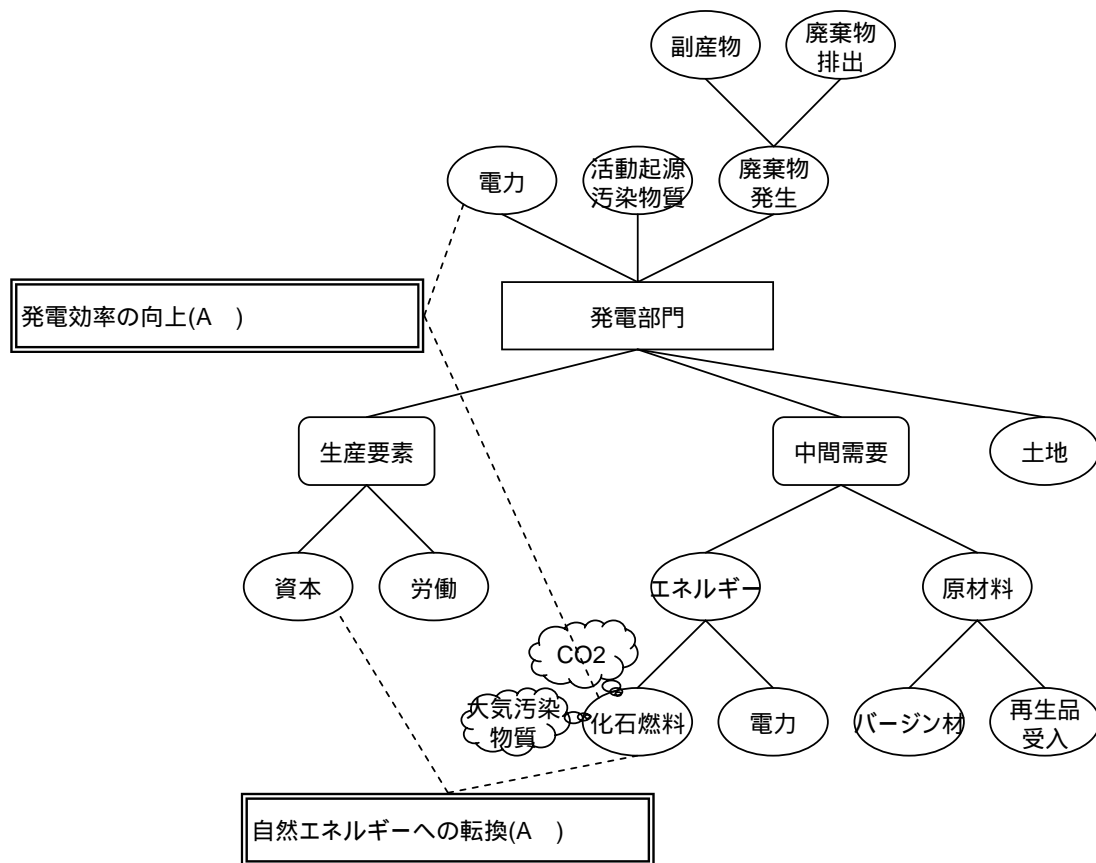 副産物
廃棄物
排出
電力
活動起源
汚染物質
廃棄物
発生
発電効率の向上(A　)
発電部門
生産要素
中間需要
土地
資本
労働
エネルギー
原材料
CO2
大気汚染
物質
化石燃料
電力
バージン材
再生品
受入
自然エネルギーへの転換(A　)